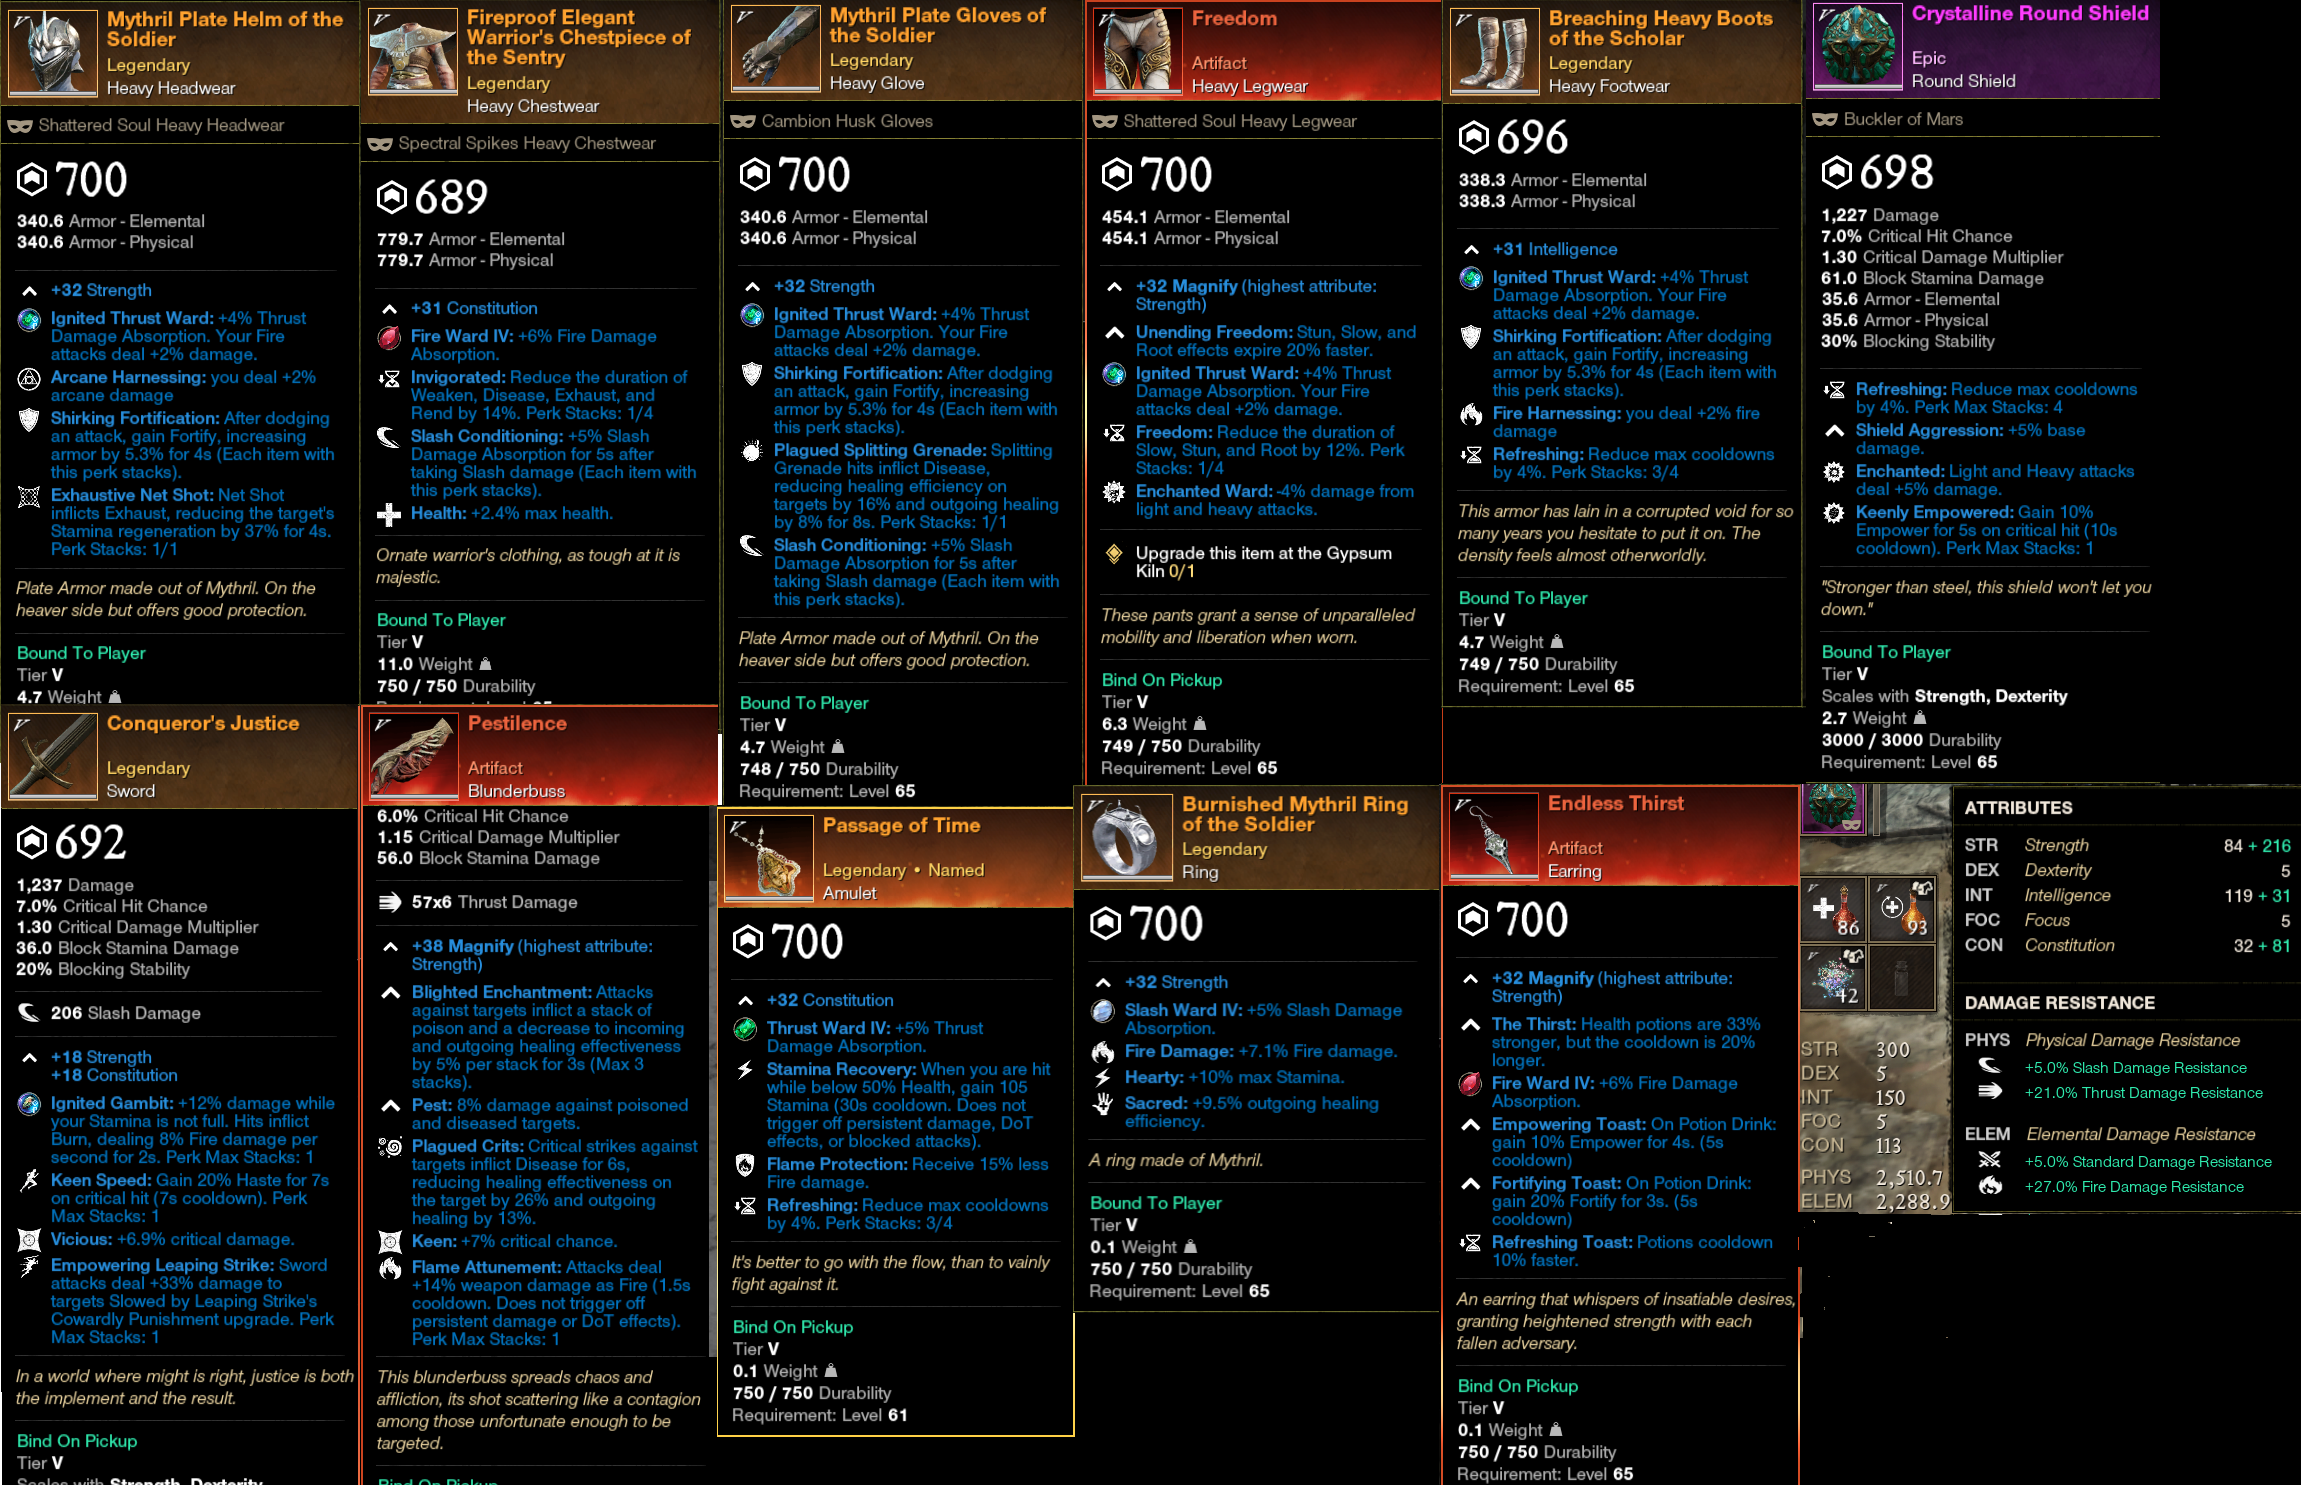 Mythril Plate Helm of the
Soldier
Legendary
Heavy Headwear
Shattered Soul Heavy Headwear
700
340.6 Armor - Elemental
340.6 Armor - Physical
+32 Strength
Ignited Thrust Ward: +4% Thrust
Damage Absorption. Your Fire
attacks deal +2% damage.
Arcane Harnessing: you deal +2%
arcane damage
Shirking Fortification: After dodging
an attack, gain Fortify, increasing
armor by 5.3% for 4s (Each item with
this perk stacks).
Exhaustive Net Shot: Net Shot
inflicts Exhaust, reducing the target's
Stamina regeneration by 37% for 4s.
Perk Stacks: 1/1
Plate Armor made out of Mythril. On the
heaver side but offers good protection.
Bound To Player
Tier V
4.7 Weight
Fireproof Elegant
Warrior's Chestpiece of
the Sentry
Legendary
Heavy Chestwear
Spectral Spikes Heavy Chestwear
689
779.7 Armor - Elemental
779.7 Armor - Physical
+31 Constitution
Fire Ward IV: +6% Fire Damage
Absorption.
Invigorated: Reduce the duration of
Weaken, Disease, Exhaust, and
Rend by 14%. Perk Stacks: 1/4
Slash Conditioning: +5% Slash
Damage Absorption for 5s after
taking Slash damage (Each item with
this perk stacks).
Health: +2.4% max health.
Ornate warrior's clothing, as tough at it is
majestic.
Bound To Player
Tier V
11.0 Weight
750 / 750 Durability
Mythril Plate Gloves of
the Soldier
Legendary
Heavy Glove
Cambion Husk Gloves
700
340.6 Armor - Elemental
340.6 Armor - Physical
+32 Strength
Ignited Thrust Ward: +4% Thrust
Damage Absorption. Your Fire
attacks deal +2% damage.
Shirking Fortification: After dodging
an attack, gain Fortify, increasing
armor by 5.3% for 4s (Each item with
this perk stacks).
Plagued Splitting Grenade: Splitting
Grenade hits inflict Disease,
reducing healing efficiency on
targets by 16% and outgoing healing
by 8% for 8s. Perk Stacks: 1/1
Slash Conditioning: +5% Slash
Damage Absorption for 5s after
taking Slash damage (Each item with
this perk stacks).
Plate Armor made out of Mythril. On the
heaver side but offers good protection.
Bound To Player
Tier V
4.7 Weight
748 / 750 Durability
Requirement: Level 65
Freedom
Artifact
Heavy Legwear
Shattered Soul Heavy Legwear
700
454.1 Armor - Elemental
454.1 Armor - Physical
+32 Magnify (highest attribute:
Strength)
Unending Freedom: Stun, Slow, and
Root effects expire 20% faster.
Ignited Thrust Ward: +4% Thrust
Damage Absorption. Your Fire
attacks deal +2% damage.
Freedom: Reduce the duration of
Slow, Stun, and Root by 12%. Perk
Stacks: 1/4
Enchanted Ward: -4% damage from
light and heavy attacks.
Upgrade this item at the Gypsum
Kiln 0/1
These pants grant a sense of unparalleled
mobility and liberation when worn.
Bind On Pickup
Tier V
6.3 Weight
749 / 750 Durability
Requirement: Level 65
Breaching Heavy Boots
of the Scholar
Legendary
Heavy Footwear
696
338.3 Armor - Elemental
338.3 Armor - Physical
+31 Intelligence
Ignited Thrust Ward: +4% Thrust
Damage Absorption. Your Fire
attacks deal +2% damage.
Shirking Fortification: After dodging
an attack, gain Fortify, increasing
armor by 5.3% for 4s (Each item with
this perk stacks).
Fire Harnessing: you deal +2% fire
damage
Refreshing: Reduce max cooldowns
by 4%. Perk Stacks: 3/4
This armor has lain in a corrupted void for so
many years you hesitate to put it on. The
density feels almost otherworldly.
Bound To Player
Tier V
4.7 Weight
749 / 750 Durability
Requirement: Level 65
Crystalline Round Shield
Epic
Round Shield
Buckler of Mars
698
1,227 Damage
7.0% Critical Hit Chance
1.30 Critical Damage Multiplier
61.0 Block Stamina Damage
35.6 Armor - Elemental
35.6 Armor - Physical
30% Blocking Stability
Refreshing: Reduce max cooldowns
by 4%. Perk Max Stacks: 4
Shield Aggression: +5% base
damage.
Enchanted: Light and Heavy attacks
deal +5% damage.
Keenly Empowered: Gain 10%
Empower for 5s on critical hit (10s
cooldown). Perk Max Stacks: 1
"Stronger than steel, this shield won't let you
down."
Bound To Player
Tier V
Scales with Strength, Dexterity
2.7 Weight
3000 / 3000 Durability
Requirement: Level 65
Conqueror's Justice
Legendary
Sword
692
1,237 Damage
7.0% Critical Hit Chance
1.30 Critical Damage Multiplier
36.0 Block Stamina Damage
20% Blocking Stability
206 Slash Damage
+18 Strength
+18 Constitution
Ignited Gambit: +12% damage while
your Stamina is not full. Hits inflict
Burn, dealing 8% Fire damage per
second for 2s. Perk Max Stacks: 1
Keen Speed: Gain 20% Haste for 7s
on critical hit (7s cooldown). Perk
Max Stacks: 1
Vicious: +6.9% critical damage.
Empowering Leaping Strike: Sword
attacks deal +33% damage to
targets Slowed by Leaping Strike's
Cowardly Punishment upgrade. Perk
Max Stacks: 1
In a world where might is right, justice is both
the implement and the result.
Bind On Pickup
Tier V
Scales with Strength, Dexterity
Pestilence
Artifact
Blunderbuss
6.0% Critical Hit Chance
1.15 Critical Damage Multiplier
56.0 Block Stamina Damage
57x6 Thrust Damage
+38 Magnify (highest attribute:
Strength)
Blighted Enchantment: Attacks
against targets inflict a stack of
poison and a decrease to incoming
and outgoing healing effectiveness
by 5% per stack for 3s (Max 3
stacks).
Pest: 8% damage against poisoned
and diseased targets.
Plagued Crits: Critical strikes against
targets inflict Disease for 6s,
reducing healing effectiveness on
the target by 26% and outgoing
healing by 13%.
Keen: +7% critical chance.
Flame Attunement: Attacks deal
+14% weapon damage as Fire (1.5s
cooldown. Does not trigger off
persistent damage or DoT effects).
Perk Max Stacks: 1
This blunderbuss spreads chaos and
affliction, its shot scattering like a contagion
among those unfortunate enough to be
targeted.
Bind On Pickup
Passage of Time
Legendary • Named
Amulet
700
+32 Constitution
Thrust Ward IV: +5% Thrust
Damage Absorption.
Stamina Recovery: When you are hit
while below 50% Health, gain 105
Stamina (30s cooldown. Does not
trigger off persistent damage, DoT
effects, or blocked attacks).
Flame Protection: Receive 15% less
Fire damage.
Refreshing: Reduce max cooldowns
by 4%. Perk Stacks: 3/4
It's better to go with the flow, than to vainly
fight against it.
Bind On Pickup
Tier V
0.1 Weight
750 / 750 Durability
Requirement: Level 61
Burnished Mythril Ring
of the Soldier
Legendary
Ring
700
+32 Strength
Slash Ward IV: +5% Slash Damage
Absorption.
Fire Damage: +7.1% Fire damage.
Hearty: +10% max Stamina.
Sacred: +9.5% outgoing healing
efficiency.
A ring made of Mythril.
Bound To Player
Tier V
0.1 Weight
750 / 750 Durability
Requirement: Level 65
Endless Thirst
Artifact
Earring
700
+32 Magnify (highest attribute:
Strength)
The Thirst: Health potions are 33%
stronger, but the cooldown is 20%
longer.
Fire Ward IV: +6% Fire Damage
Absorption.
Empowering Toast: On Potion Drink:
gain 10% Empower for 4s. (5s
cooldown)
Fortifying Toast: On Potion Drink:
gain 20% Fortify for 3s. (5s
cooldown)
Refreshing Toast: Potions cooldown
10% faster.
An earring that whispers of insatiable desires,
granting heightened strength with each
fallen adversary.
Bind On Pickup
Tier V
0.1 Weight
750 / 750 Durability
Requirement: Level 65
86
93
42
STR 300
DEX 5
INT 150
FOC 5
CON 113
PHYS 2,510.7
ELEM 2,288.9
ATTRIBUTES
STR Strength 84 + 216
DEX Dexterity 5
INT Intelligence 119 + 31
FOC Focus 5
CON Constitution 32 + 81
DAMAGE RESISTANCE
PHYS Physical Damage Resistance
+5.0% Slash Damage Resistance
+21.0% Thrust Damage Resistance
ELEM Elemental Damage Resistance
+5.0% Standard Damage Resistance
+27.0% Fire Damage Resistance